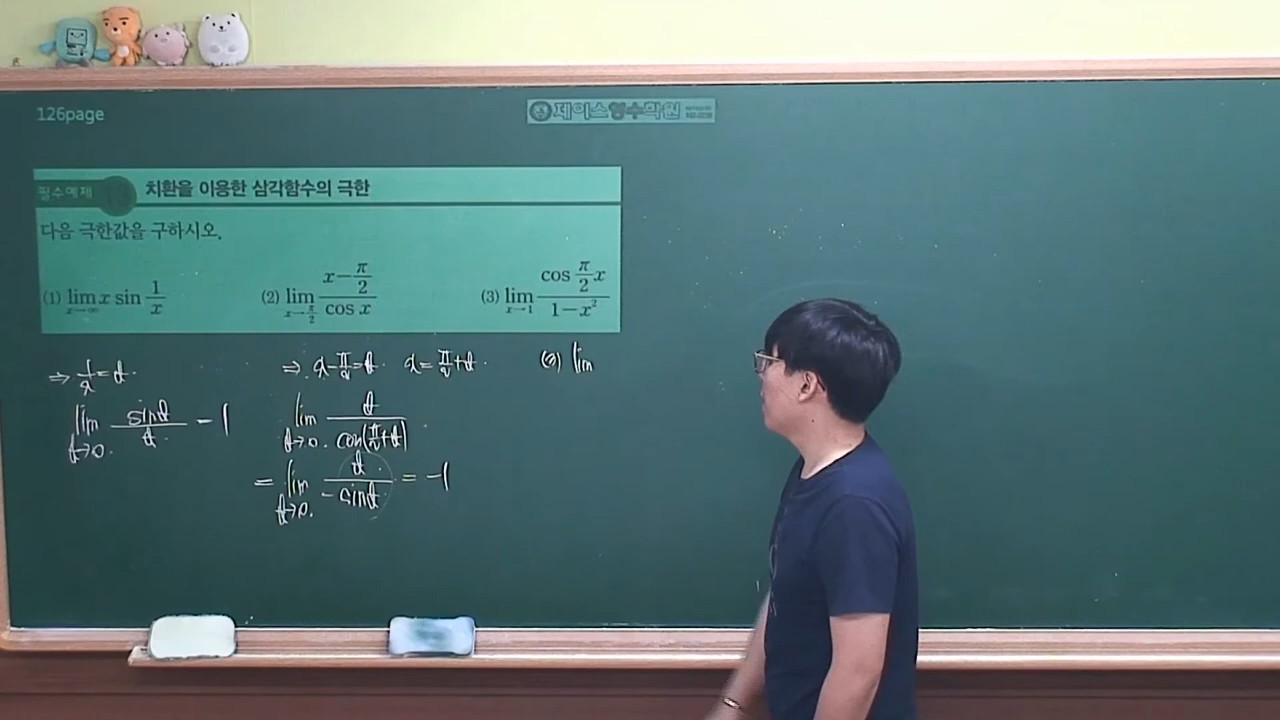 126page
제이스영수학원
필수예제
치환을 이용한 삼각함수의 극한
다음 극한값을 구하시오.
(1) lim x→∞ x sin 1/x
(2) lim x→π/2 (x−π/2)/cos x
(3) lim x→1 (cos π/2 x)/(1−x²)
⇒ 1/x = t.
lim t→0. sint/t. = 1
⇒ x−π/2 = t. x = π/2+t.
lim t→0. t/cos(π/2+t)
= lim t→0. t/−sint = −1
(3) lim